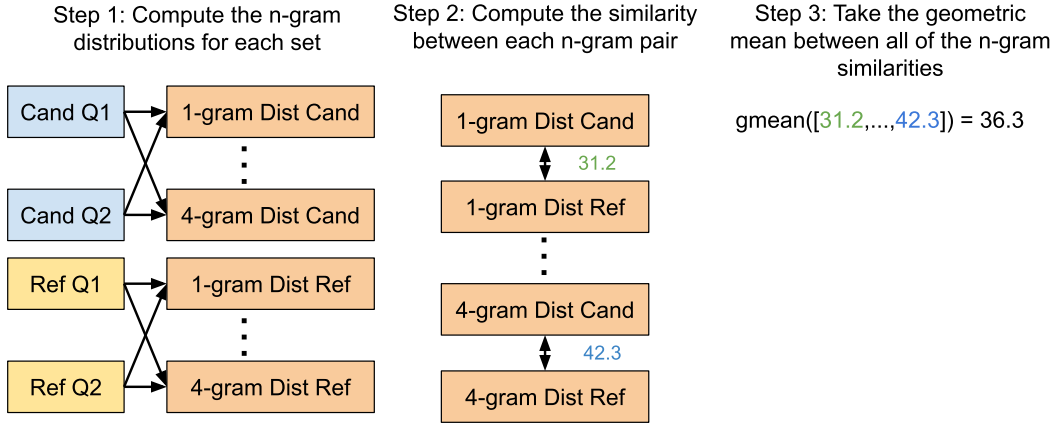 Step 1: Compute the n-gram
distributions for each set
Cand Q1
1-gram Dist Cand
Cand Q2
4-gram Dist Cand
Ref Q1
1-gram Dist Ref
Ref Q2
4-gram Dist Ref
Step 2: Compute the similarity
between each n-gram pair
1-gram Dist Cand
31.2
1-gram Dist Ref
4-gram Dist Cand
42.3
4-gram Dist Ref
Step 3: Take the geometric
mean between all of the n-gram
similarities
gmean([31.2,...,42.3]) = 36.3